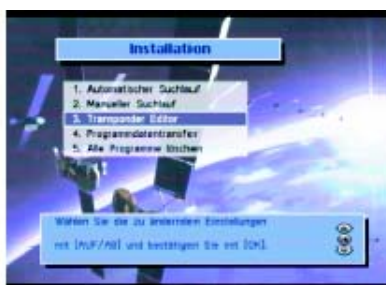 Installation
1. Automatischer Suchlauf
2. Manueller Suchlauf
3. Transponder Editor
4. Programmdatentransfer
5. Alle Programme löschen
Wählen Sie die zu ändernden Einstellungen
mit [AUF/AB] und bestätigen Sie mit [OK].